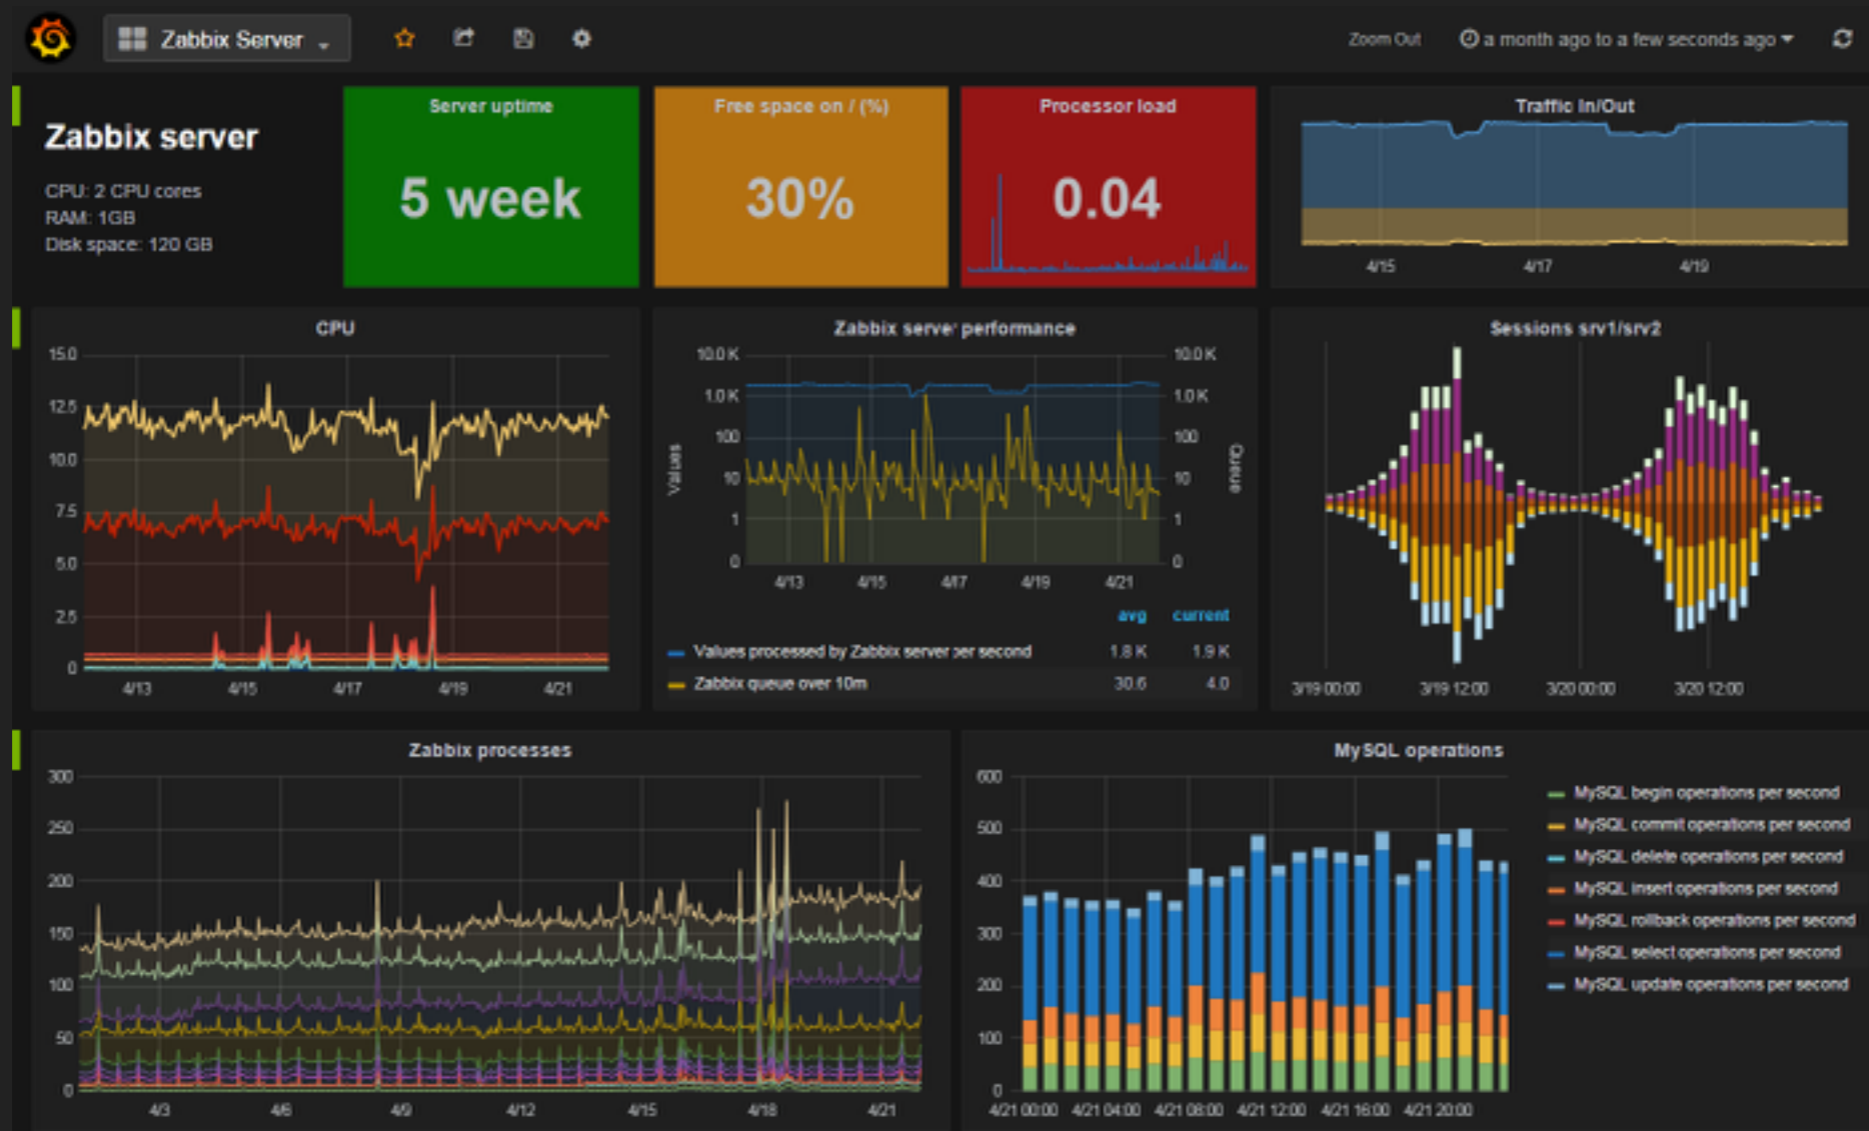 Zabbix Server
Zoom Out
a month ago to a few seconds ago
Zabbix server
CPU: 2 CPU cores
RAM: 1GB
Disk space: 120 GB
Server uptime
5 week
Free space on / (%)
30%
Processor load
0.04
Traffic In/Out
4/15 4/17 4/19
CPU
15.0
12.5
10.0
7.5
5.0
2.5
0
4/13 4/15 4/17 4/19 4/21
Zabbix server performance
10.0 K 10.0 K
1.0 K 1.0 K
100 100
10 10
1 1
0 0
Values
Queue
4/13 4/15 4/17 4/19 4/21
avg current
Values processed by Zabbix server per second 1.8 K 1.9 K
Zabbix queue over 10m 30.6 4.0
Sessions srv1/srv2
3/19 00:00 3/19 12:00 3/20 00:00 3/20 12:00
Zabbix processes
300
250
200
150
100
50
0
4/3 4/6 4/9 4/12 4/15 4/18 4/21
MySQL operations
600
500
400
300
200
100
0
4/21 00:00 4/21 04:00 4/21 08:00 4/21 12:00 4/21 16:00 4/21 20:00
MySQL begin operations per second
MySQL commit operations per second
MySQL delete operations per second
MySQL insert operations per second
MySQL rollback operations per second
MySQL select operations per second
MySQL update operations per second